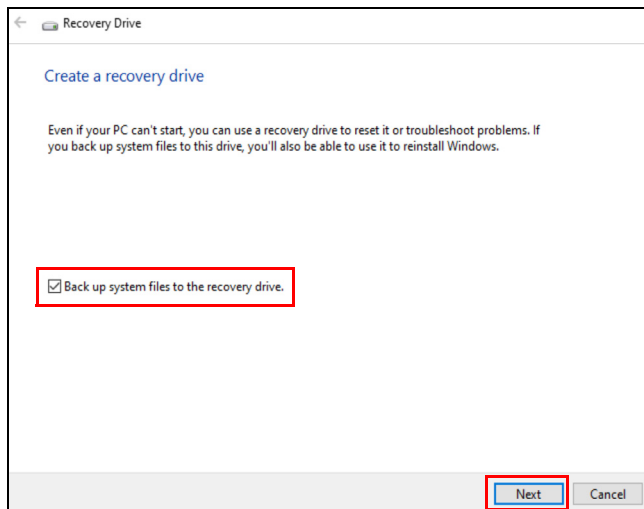 Recovery Drive
Create a recovery drive
Even if your PC can't start, you can use a recovery drive to reset it or troubleshoot problems. If
you back up system files to this drive, you'll also be able to use it to reinstall Windows.
Back up system files to the recovery drive.
Next
Cancel